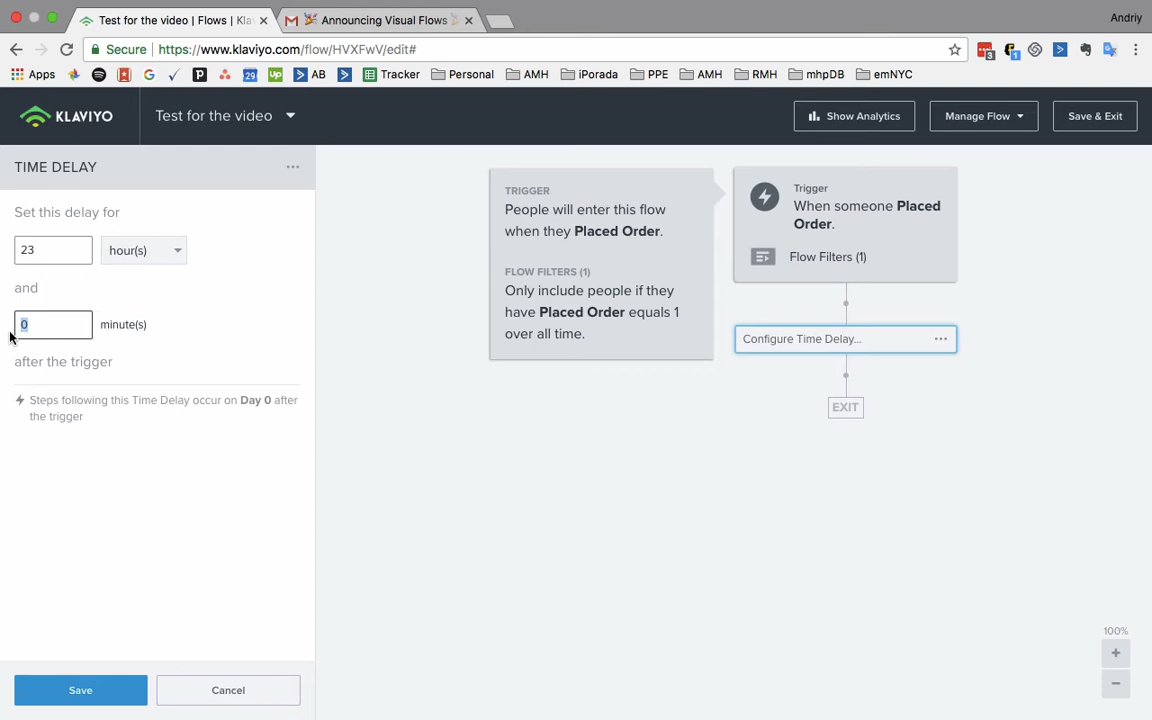 Andriy
Test for the video | Flows | Kla
Announcing Visual Flows
Secure https://www.klaviyo.com/flow/HVXFwV/edit#
3
1
Apps 29 up AB Tracker Personal AMH iPorada PPE AMH RMH mhpDB emNYC
KLAVIYO
Test for the video
Show Analytics
Manage Flow
Save & Exit
TIME DELAY
Set this delay for
23 hour(s)
and
0 minute(s)
after the trigger
Steps following this Time Delay occur on Day 0 after
the trigger
Save
Cancel
TRIGGER
People will enter this flow
when they Placed Order.
FLOW FILTERS (1)
Only include people if they
have Placed Order equals 1
over all time.
Trigger
When someone Placed
Order.
Flow Filters (1)
Configure Time Delay...
EXIT
100%
+
−